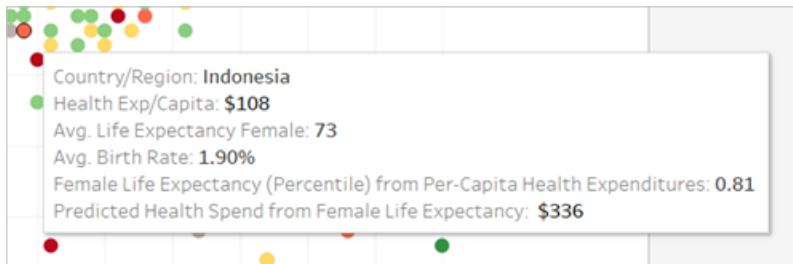 Country/Region: Indonesia
Health Exp/Capita: $108
Avg. Life Expectancy Female: 73
Avg. Birth Rate: 1.90%
Female Life Expectancy (Percentile) from Per-Capita Health Expenditures: 0.81
Predicted Health Spend from Female Life Expectancy: $336